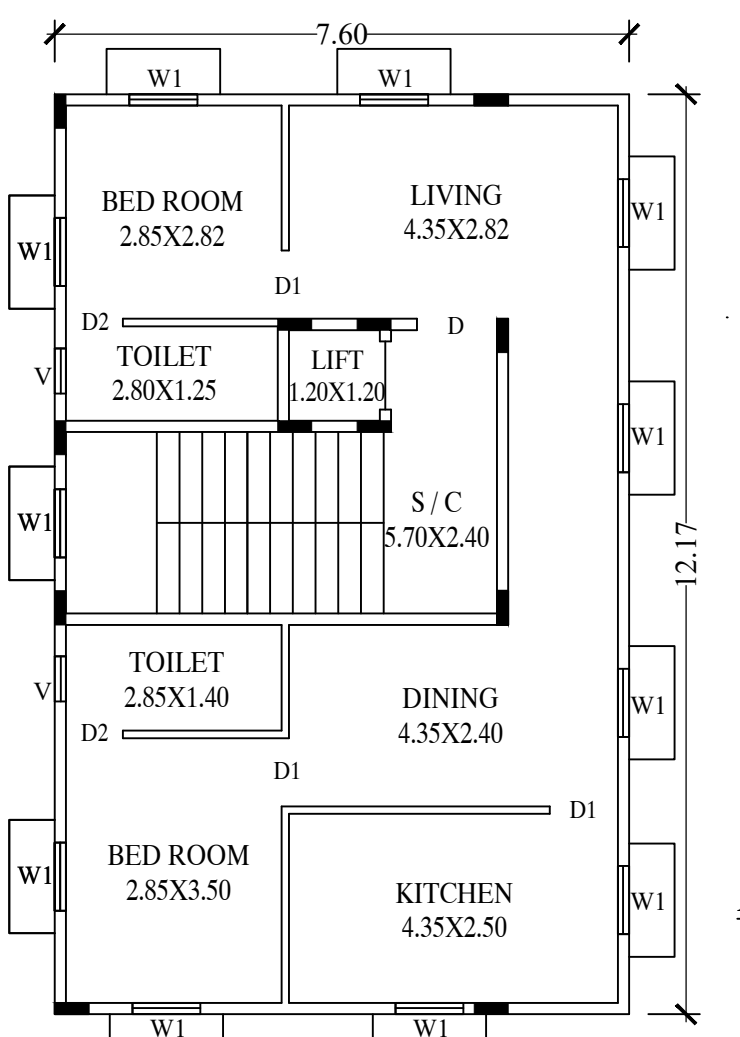 7.60
W1
W1
BED ROOM
2.85X2.82
LIVING
4.35X2.82
W1
W1
D1
D2
D
TOILET
2.80X1.25
LIFT
1.20X1.20
V
W1
W1
S / C
5.70X2.40
12.17
TOILET
2.85X1.40
V
DINING
4.35X2.40
W1
D2
D1
D1
BED ROOM
2.85X3.50
W1
KITCHEN
4.35X2.50
W1
W1
W1